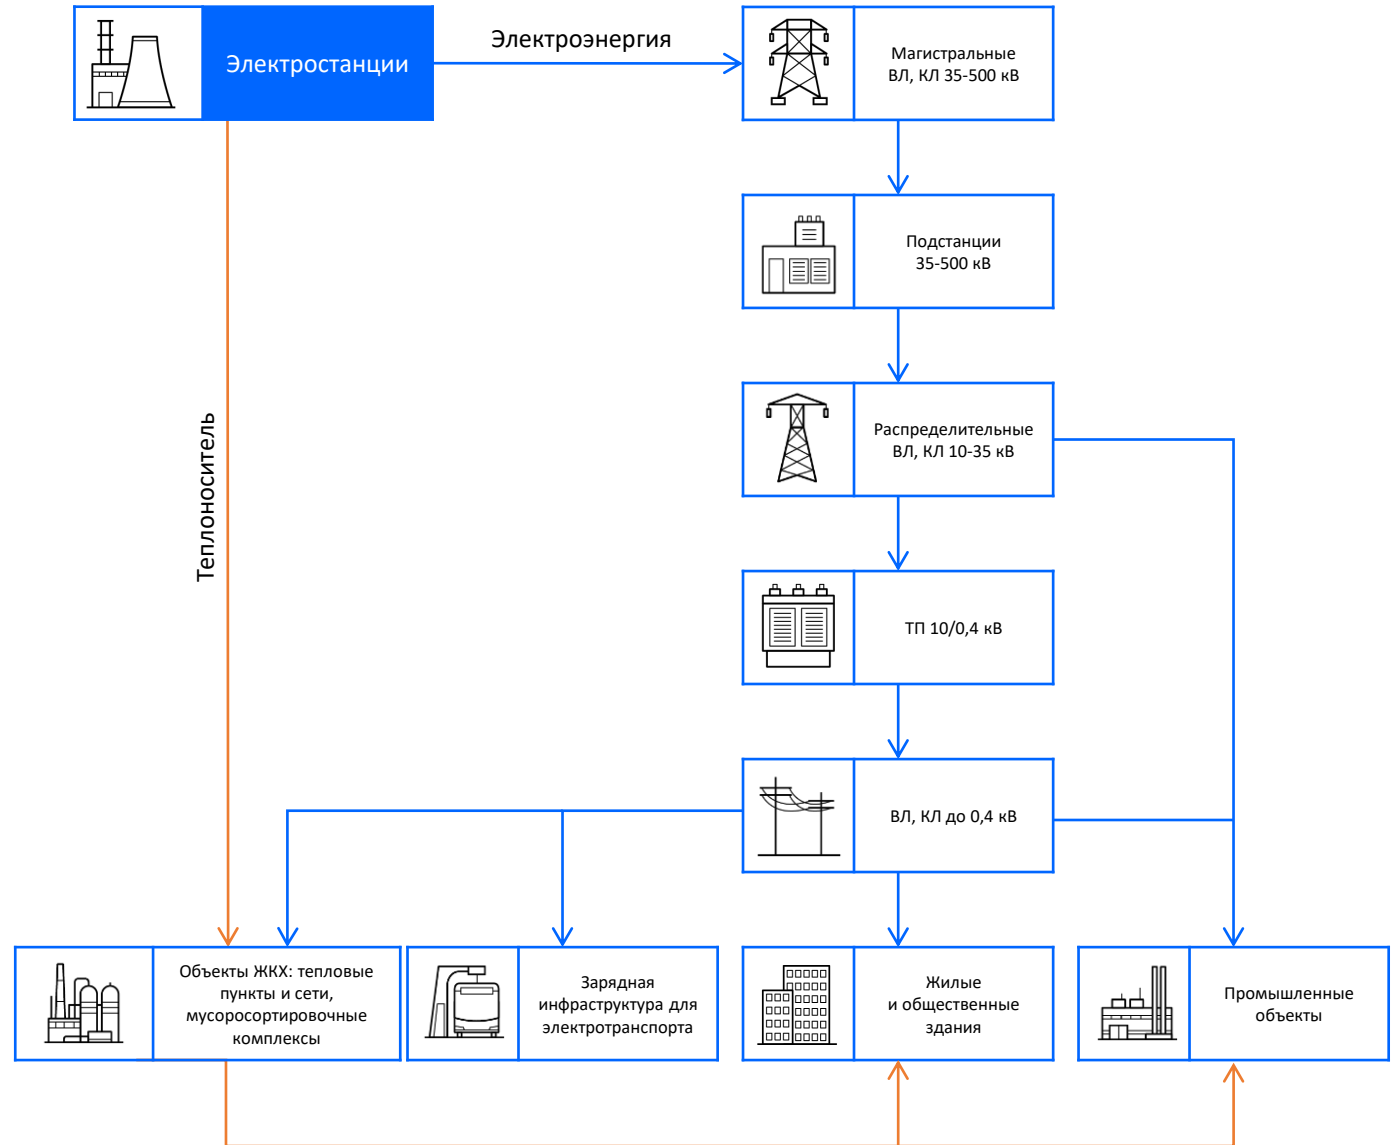 Электростанции
Электроэнергия
Магистральные
ВЛ, КЛ 35-500 кВ
Подстанции
35-500 кВ
Распределительные
ВЛ, КЛ 10-35 кВ
Теплоноситель
ТП 10/0,4 кВ
ВЛ, КЛ до 0,4 кВ
Объекты ЖКХ: тепловые
пункты и сети,
мусоросортировочные
комплексы
Зарядная
инфраструктура для
электротранспорта
Жилые
и общественные
здания
Промышленные
объекты